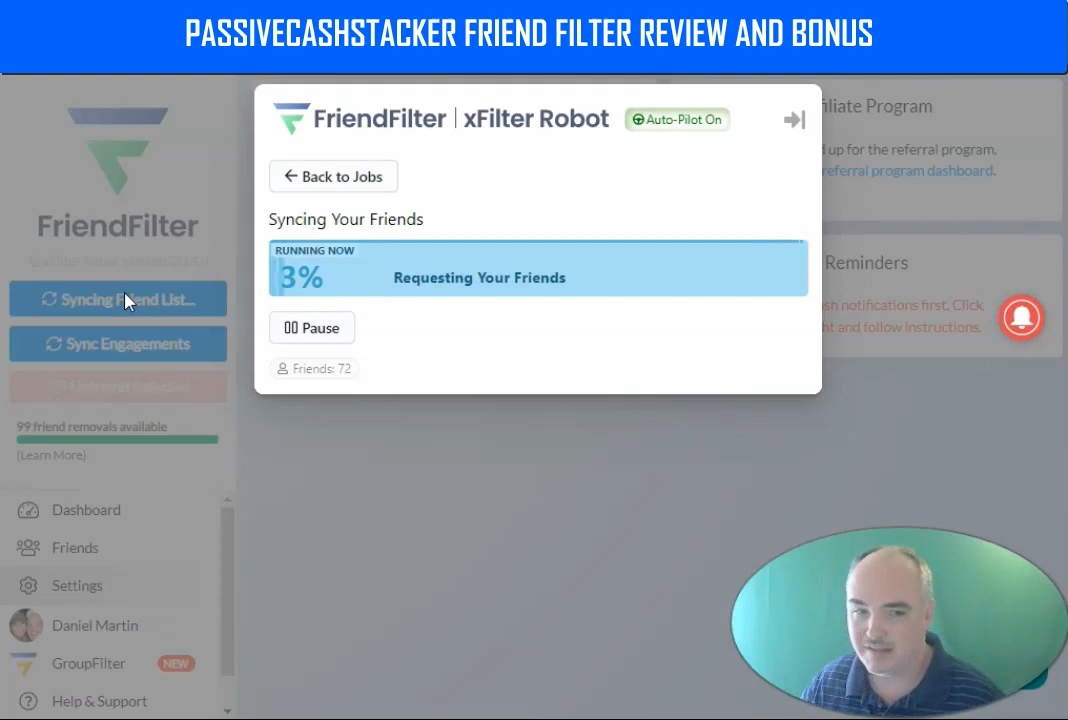 PASSIVECASHSTACKER FRIEND FILTER REVIEW AND BONUS
FriendFilter | xFilter Robot
Auto-Pilot On
Back to Jobs
Syncing Your Friends
RUNNING NOW
3%
Requesting Your Friends
Pause
Friends: 72
FriendFilter
Syncing Friend List...
Sync Engagements
99 friend removals available
(Learn More)
Dashboard
Friends
Settings
Daniel Martin
GroupFilter NEW
Help & Support
filiate Program
up for the referral program,
referral program dashboard.
Reminders
sh notifications first. Click
ht and follow instructions.